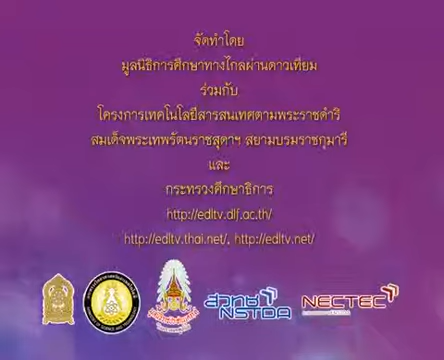 จัดทำโดย
มูลนิธิการศึกษาทางไกลผ่านดาวเทียม
ร่วมกับ
โครงการเทคโนโลยีสารสนเทศตามพระราชดำริ
สมเด็จพระเทพรัตนราชสุดาฯ สยามบรมราชกุมารี
และ
กระทรวงศึกษาธิการ
http://edltv.dlf.ac.th/
http://edltv.thai.net/, http://edltv.net/
สวทช
NSTDA
NECTEC